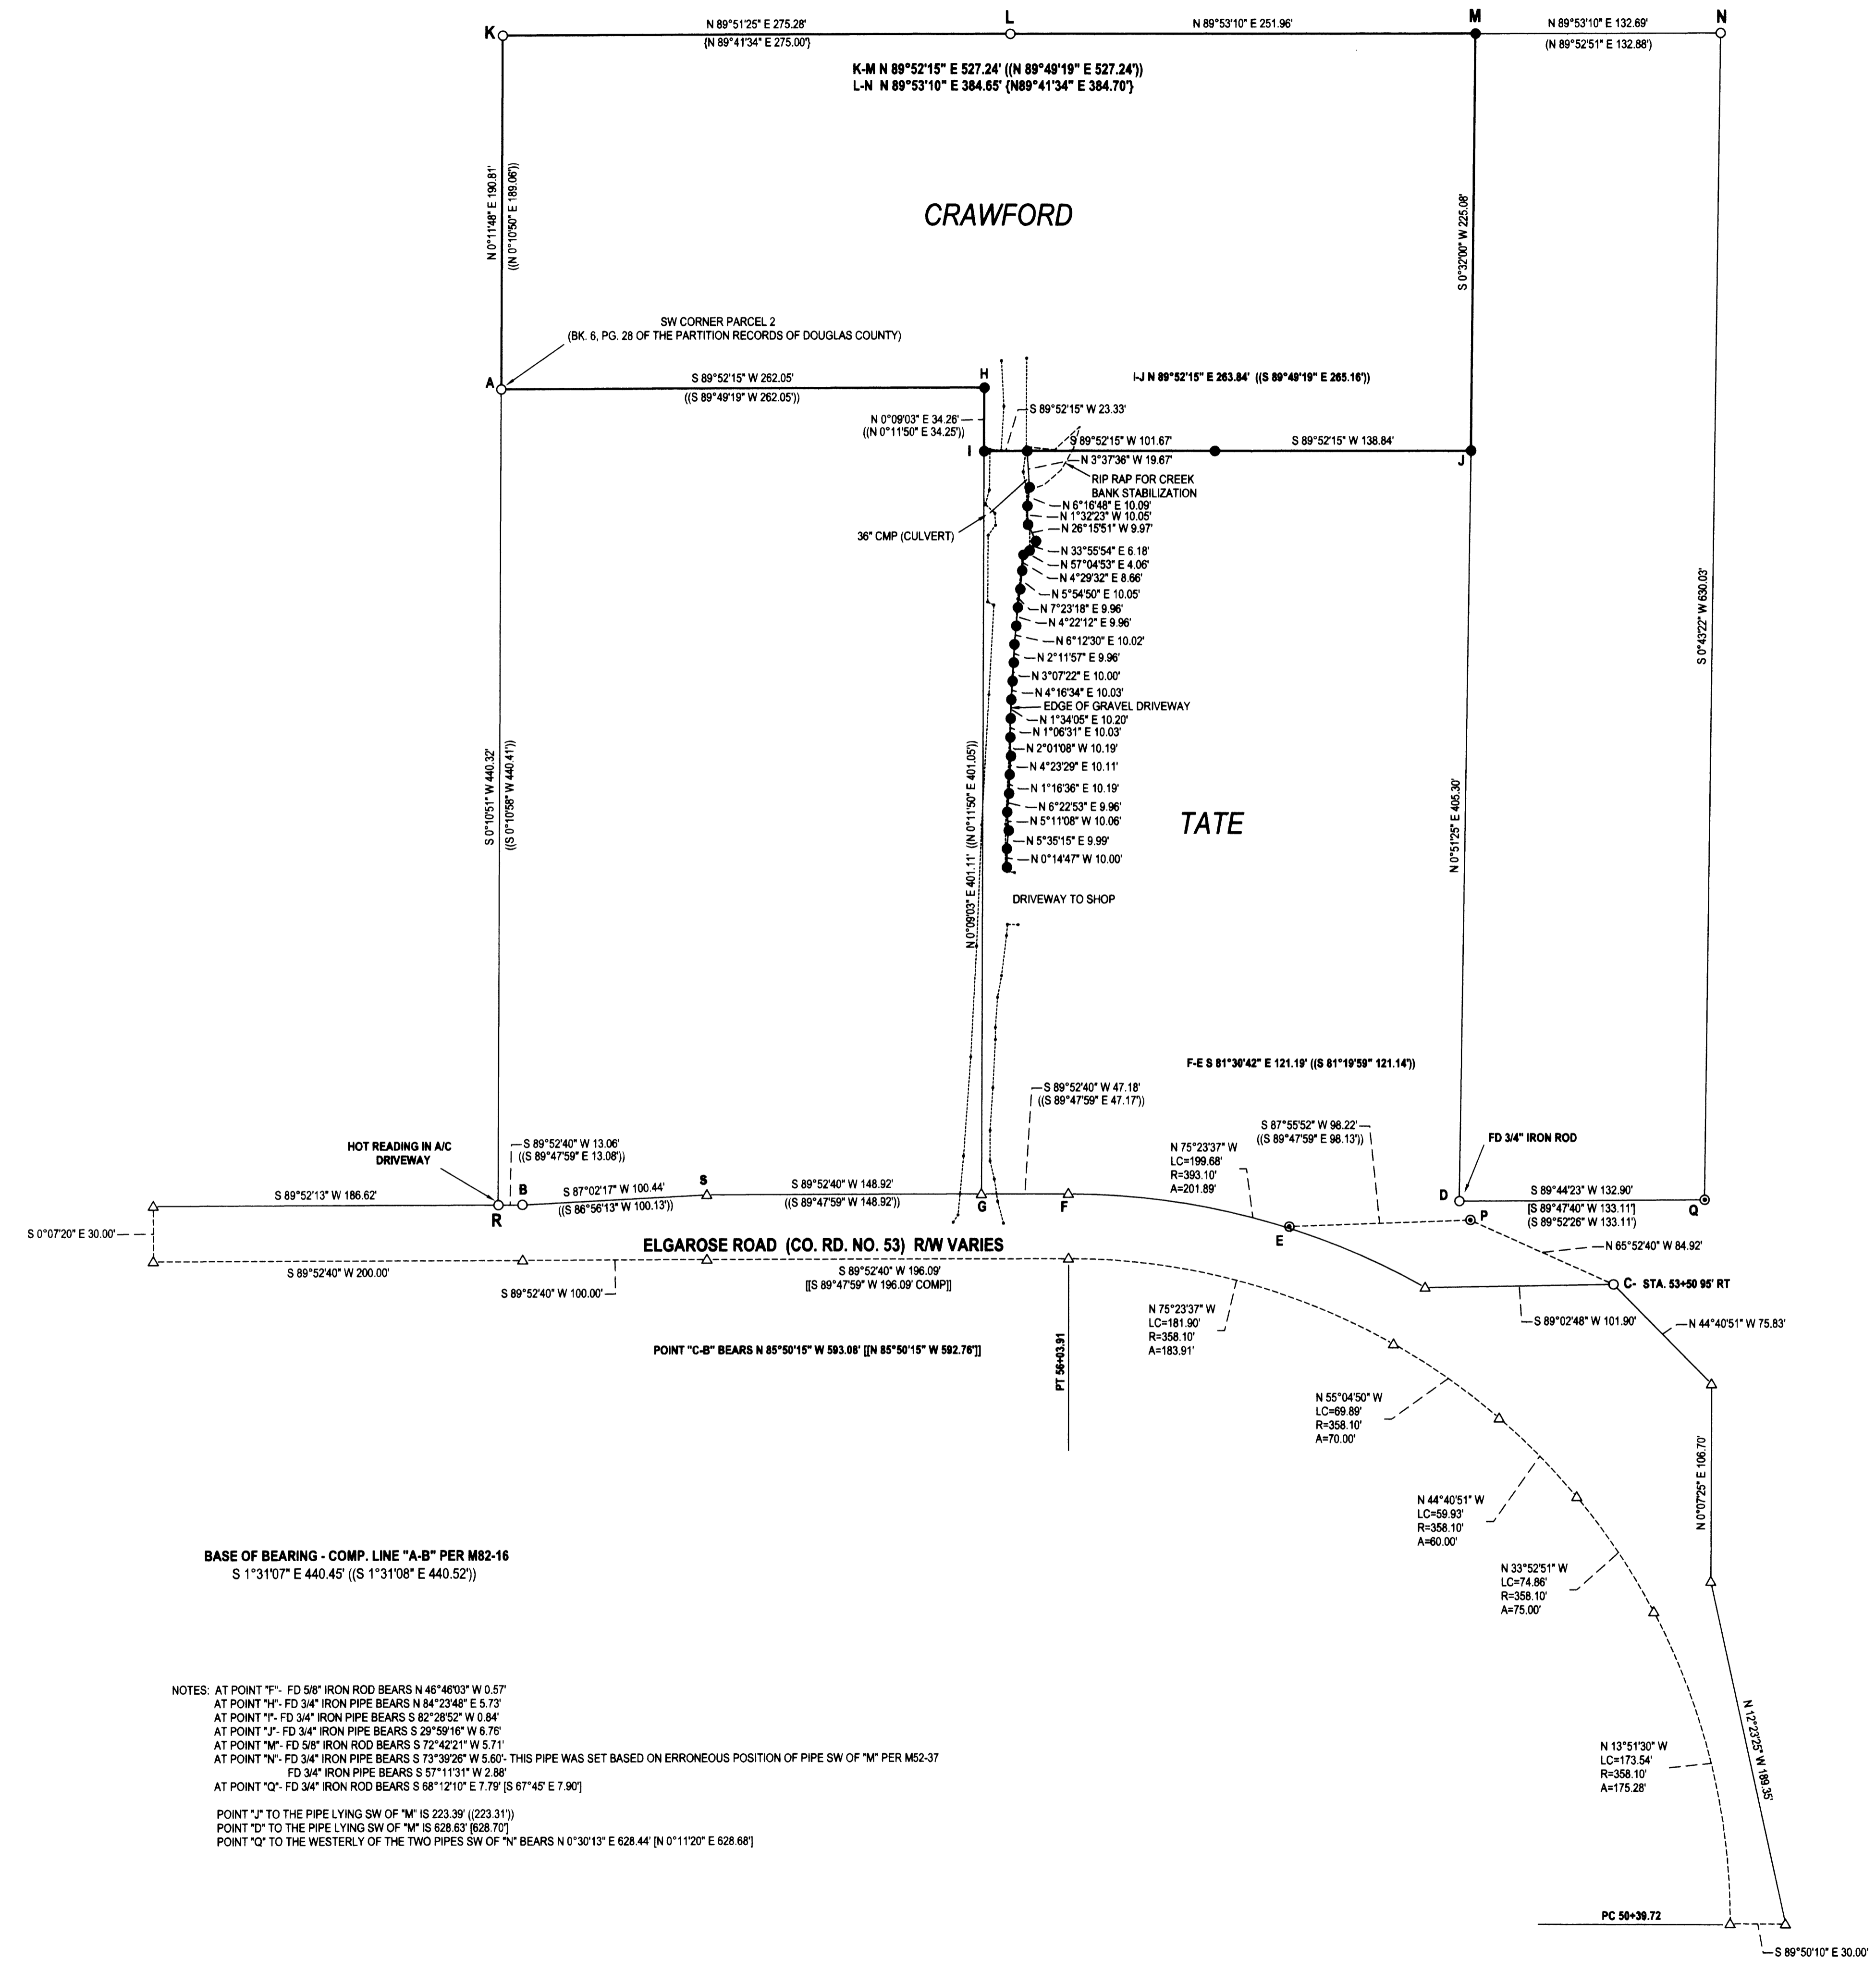 K
N 89°51'25" E 275.28'
{N 89°41'34" E 275.00'}
L
N 89°53'10" E 251.96'
M
N 89°53'10" E 132.69'
(N 89°52'51" E 132.88')
N
K-M N 89°52'15" E 527.24' ((N 89°49'19" E 527.24'))
L-N N 89°53'10" E 384.65' {N89°41'34" E 384.70'}
N 0°11'48" E 190.81'
((N 0°10'50" E 189.06'))
CRAWFORD
S 0°32'00" W 225.08'
SW CORNER PARCEL 2
(BK. 6, PG. 28 OF THE PARTITION RECORDS OF DOUGLAS COUNTY)
A
S 89°52'15" W 262.05'
((S 89°49'19" W 262.05'))
H
I-J N 89°52'15" E 263.84' ((S 89°49'19" E 265.16'))
N 0°09'03" E 34.26'
((N 0°11'50" E 34.25'))
S 89°52'15" W 23.33'
I
S 89°52'15" W 101.67'
S 89°52'15" W 138.84'
J
N 3°37'36" W 19.67'
RIP RAP FOR CREEK
BANK STABILIZATION
36" CMP (CULVERT)
N 6°16'48" E 10.09'
N 1°32'23" W 10.05'
N 26°15'51" W 9.97'
N 33°55'54" E 6.18'
N 57°04'53" E 4.06'
N 4°29'32" E 8.66'
N 5°54'50" E 10.05'
N 7°23'18" E 9.96'
N 4°22'12" E 9.96'
N 6°12'30" E 10.02'
N 2°11'57" E 9.96'
N 3°07'22" E 10.00'
N 4°16'34" E 10.03'
EDGE OF GRAVEL DRIVEWAY
N 1°34'05" E 10.20'
N 1°06'31" E 10.03'
N 2°01'08" W 10.19'
N 4°23'29" E 10.11'
N 1°16'36" E 10.19'
N 6°22'53" E 9.96'
N 5°11'08" W 10.06'
N 5°35'15" E 9.99'
N 0°14'47" W 10.00'
DRIVEWAY TO SHOP
S 0°10'51" W 440.32'
((S 0°10'58" W 440.41'))
N 0°09'03" E 401.11' ((N 0°11'50" E 401.05'))
TATE
N 0°51'25" E 405.30'
S 0°43'22" W 630.03'
F-E S 81°30'42" E 121.19' ((S 81°19'59" 121.14'))
S 89°52'40" W 47.18'
((S 89°47'59" E 47.17'))
HOT READING IN A/C
DRIVEWAY
S 89°52'40" W 13.06'
((S 89°47'59" E 13.08'))
S 87°55'52" W 98.22'
((S 89°47'59" E 98.13'))
FD 3/4" IRON ROD
N 75°23'37" W
LC=199.68'
R=393.10'
A=201.89'
S 89°52'13" W 186.62'
R
B
S 87°02'17" W 100.44'
((S 86°56'13" W 100.13'))
S
S 89°52'40" W 148.92'
((S 89°47'59" W 148.92'))
G
F
D
S 89°44'23" W 132.90'
[S 89°47'40" W 133.11']
(S 89°52'26" W 133.11')
Q
P
E
S 0°07'20" E 30.00'
ELGAROSE ROAD (CO. RD. NO. 53) R/W VARIES
N 65°52'40" W 84.92'
S 89°52'40" W 200.00'
S 89°52'40" W 100.00'
S 89°52'40" W 196.09'
[[S 89°47'59" W 196.09' COMP]]
C- STA. 53+50 95' RT
S 89°02'48" W 101.90'
N 44°40'51" W 75.83'
POINT "C-B" BEARS N 85°50'15" W 593.08' [[N 85°50'15" W 592.76']]
PT 56+03.91
N 75°23'37" W
LC=181.90'
R=358.10'
A=183.91'
N 55°04'50" W
LC=69.89'
R=358.10'
A=70.00'
N 44°40'51" W
LC=59.93'
R=358.10'
A=60.00'
N 0°07'25" E 106.70'
N 33°52'51" W
LC=74.86'
R=358.10'
A=75.00'
BASE OF BEARING - COMP. LINE "A-B" PER M82-16
S 1°31'07" E 440.45' ((S 1°31'08" E 440.52'))
N 13°51'30" W
LC=173.54'
R=358.10'
A=175.28'
N 12°23'25" W 189.35'
NOTES: AT POINT "F"- FD 5/8" IRON ROD BEARS N 46°46'03" W 0.57'
AT POINT "H"- FD 3/4" IRON PIPE BEARS N 84°23'48" E 5.73'
AT POINT "I"- FD 3/4" IRON PIPE BEARS S 82°28'52" W 0.84'
AT POINT "J"- FD 3/4" IRON PIPE BEARS S 29°59'16" W 6.76'
AT POINT "M"- FD 5/8" IRON ROD BEARS S 72°42'21" W 5.71'
AT POINT "N"- FD 3/4" IRON PIPE BEARS S 73°39'26" W 5.60'- THIS PIPE WAS SET BASED ON ERRONEOUS POSITION OF PIPE SW OF "M" PER M52-37
FD 3/4" IRON PIPE BEARS S 57°11'31" W 2.88'
AT POINT "Q"- FD 3/4" IRON ROD BEARS S 68°12'10" E 7.79' [S 67°45' E 7.90']
POINT "J" TO THE PIPE LYING SW OF "M" IS 223.39' ((223.31'))
POINT "D" TO THE PIPE LYING SW OF "M" IS 628.63' [628.70']
POINT "Q" TO THE WESTERLY OF THE TWO PIPES SW OF "N" BEARS N 0°30'13" E 628.44' [N 0°11'20" E 628.68']
PC 50+39.72
S 89°50'10" E 30.00'